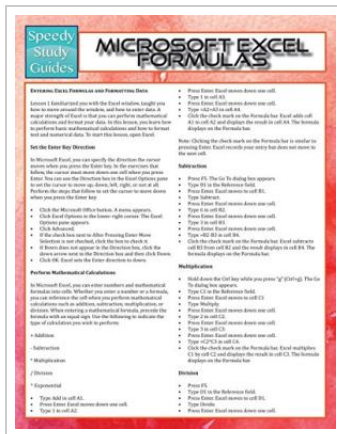 Speedy
Study
Guides
MICROSOFT EXCEL
FORMULAS
ENTERING EXCEL FORMULAS AND FORMATTING DATA
Lesson 1 familiarized you with the Excel window, taught you
how to move around the window, and how to enter data. A
major strength of Excel is that you can perform mathematical
calculations and format your data. In this lesson, you learn how
to perform basic mathematical calculations and how to format
text and numerical data. To start this lesson, open Excel.
Set the Enter Key Direction
In Microsoft Excel, you can specify the direction the cursor
moves when you press the Enter key. In the exercises that
follow, the cursor must move down one cell when you press
Enter. You can use the Direction box in the Excel Options pane
to set the cursor to move up, down, left, right, or not at all.
Perform the steps that follow to set the cursor to move down
when you press the Enter key.
• Click the Microsoft Office button. A menu appears.
• Click Excel Options in the lower-right corner. The Excel
Options pane appears.
• Click Advanced.
• If the check box next to After Pressing Enter Move
Selection is not checked, click the box to check it.
• If Down does not appear in the Direction box, click the
down arrow next to the Direction box and then click Down.
• Click OK. Excel sets the Enter direction to down.
Perform Mathematical Calculations
In Microsoft Excel, you can enter numbers and mathematical
formulas into cells. Whether you enter a number or a formula,
you can reference the cell when you perform mathematical
calculations such as addition, subtraction, multiplication, or
division. When entering a mathematical formula, precede the
formula with an equal sign. Use the following to indicate the
type of calculation you wish to perform:
+ Addition
- Subtraction
* Multiplication
/ Division
^ Exponential
• Type Add in cell A1.
• Press Enter. Excel moves down one cell.
• Type 1 in cell A2.
• Press Enter. Excel moves down one cell.
• Type 1 in cell A3.
• Press Enter. Excel moves down one cell.
• Type =A2+A3 in cell A4.
• Click the check mark on the Formula bar. Excel adds cell
A1 to cell A2 and displays the result in cell A4. The formula
displays on the Formula bar.
Note: Clicking the check mark on the Formula bar is similar to
pressing Enter. Excel records your entry but does not move to
the next cell.
Subtraction
• Press F5. The Go To dialog box appears.
• Type B1 in the Reference field.
• Press Enter. Excel moves to cell B1.
• Type Subtract.
• Press Enter. Excel moves down one cell.
• Type 6 in cell B2.
• Press Enter. Excel moves down one cell.
• Type 3 in cell B3.
• Press Enter. Excel moves down one cell.
• Type =B2-B3 in cell B4.
• Click the check mark on the Formula bar. Excel subtracts
cell B3 from cell B2 and the result in cell B4. The
formula displays on the Formula bar.
Multiplication
• Hold down the Ctrl key while you press "g" (Ctrl+g). The Go
To dialog box appears.
• Type C1 in the Reference field.
• Press Enter. Excel moves to cell C1
• Type Multiply.
• Press Enter. Excel moves down one cell.
• Type 2 in cell C2.
• Press Enter. Excel moves down one cell.
• Type 3 in cell C3.
• Press Enter. Excel moves down one cell.
• Type =C2*C3 in cell C4.
• Click the check mark on the Formula bar. Excel multiplies
C1 by cell C2 and displays the result in cell C3. The formula
displays on the Formula bar.
Division
• Press F5.
• Type D1 in the Reference field.
• Press Enter. Excel moves to cell D1.
• Type Divide.
• Press Enter. Excel moves down one cell.